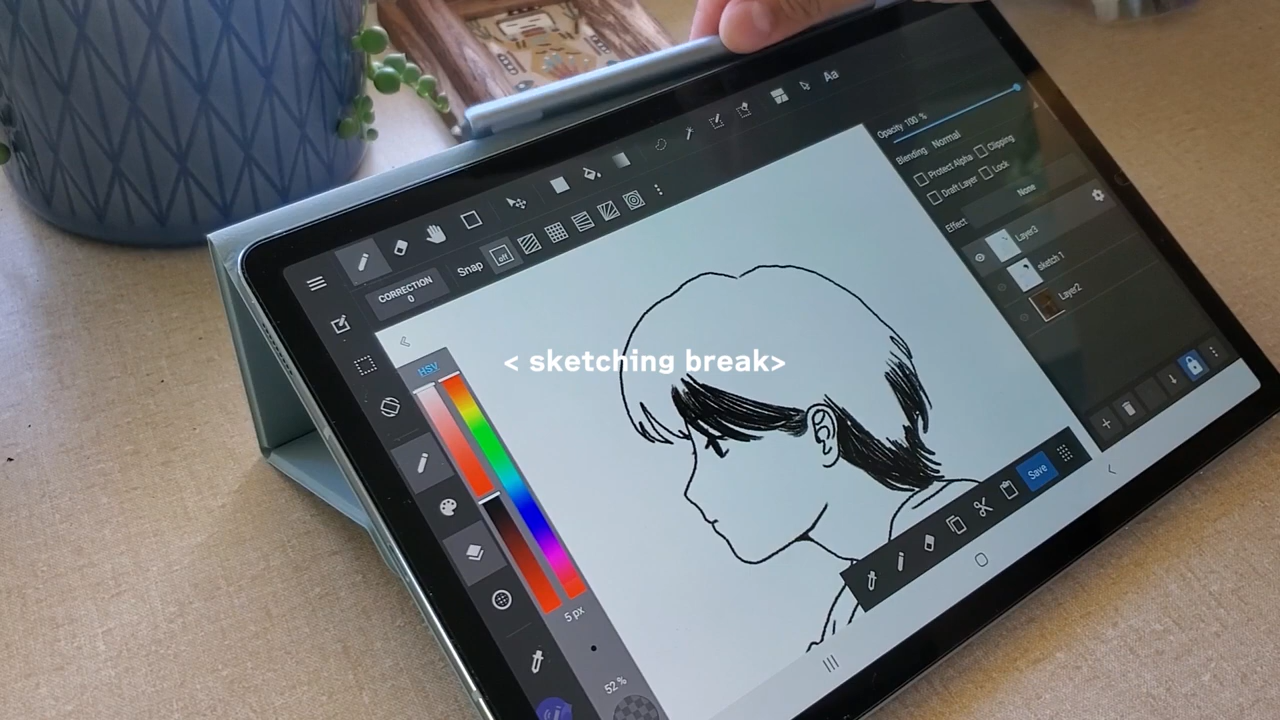 Aa
Opacity 100 %
Blending Normal
Protect Alpha Clipping
Draft Layer Lock
Effect None
Layer3
sketch 1
Layer2
Snap off
CORRECTION
0
< sketching break>
HSV
5 px
52 %
Save